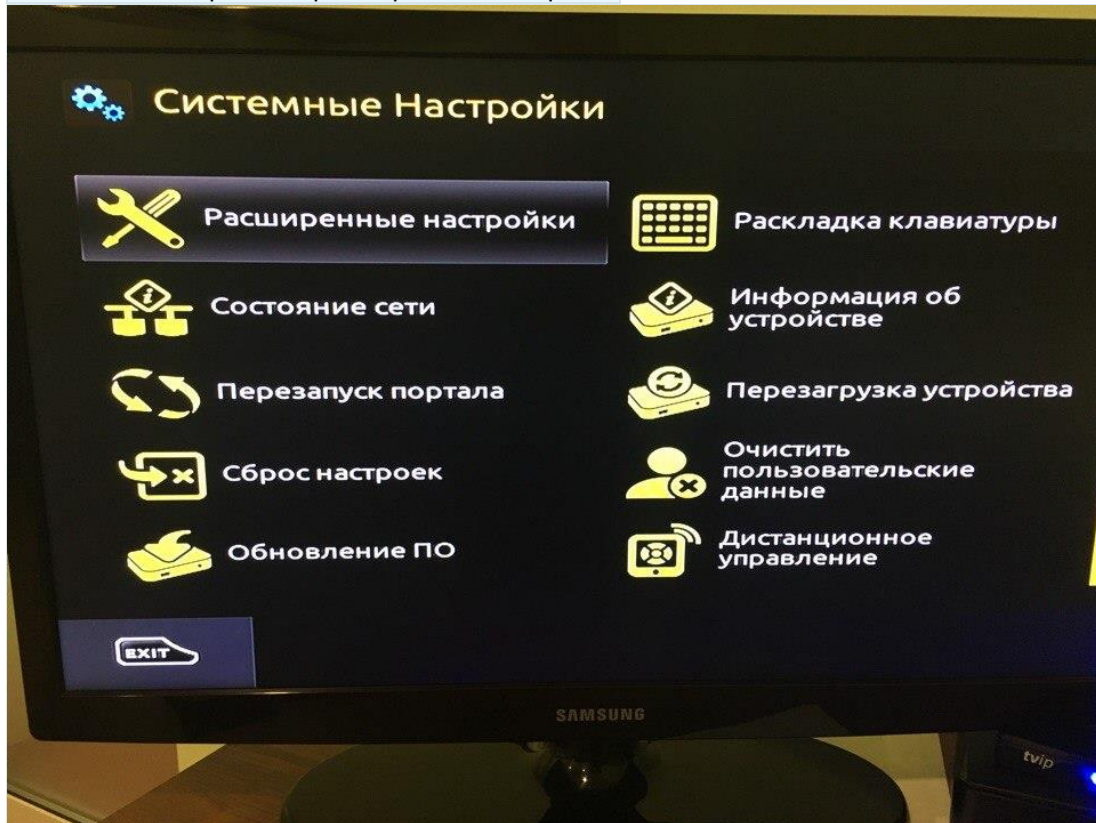 Системные Настройки
Расширенные настройки
Раскладка клавиатуры
Состояние сети
Информация об
устройстве
Перезапуск портала
Перезагрузка устройства
Сброс настроек
Очистить
пользовательские
данные
Обновление ПО
Дистанционное
управление
EXIT
SAMSUNG
tvip